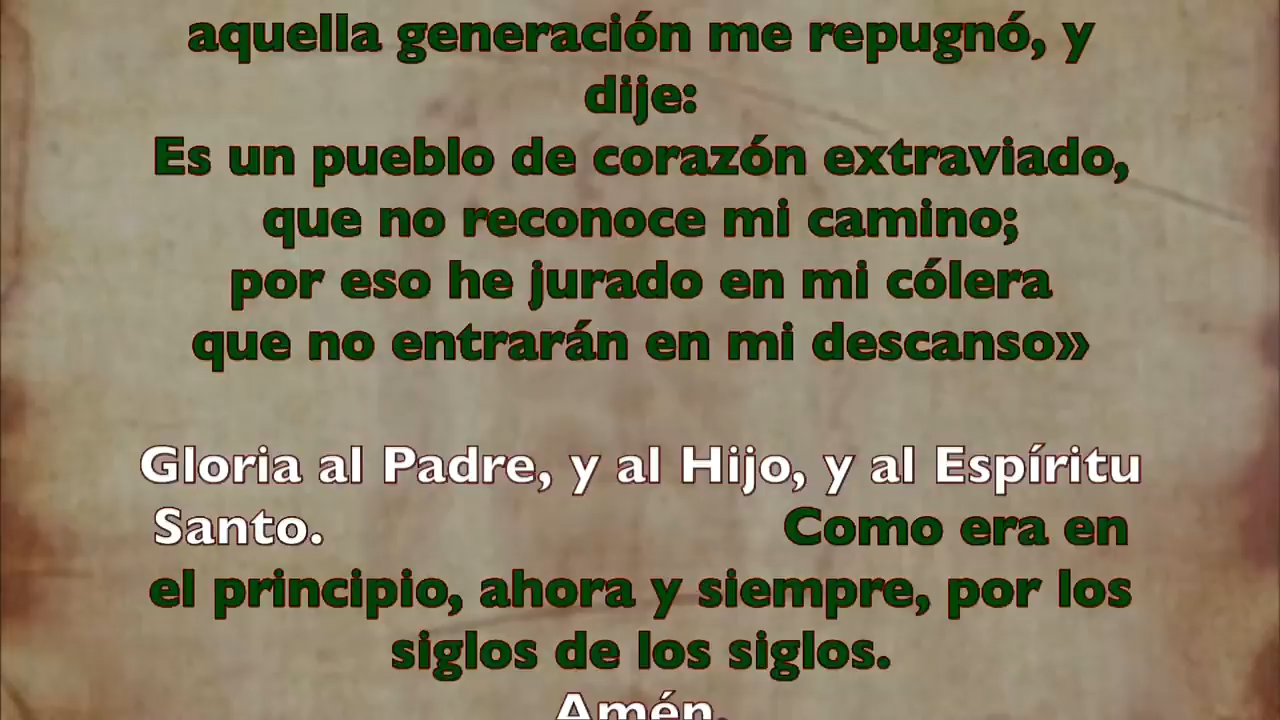 aquella generación me repugnó, y
dije:
Es un pueblo de corazón extraviado,
que no reconoce mi camino;
por eso he jurado en mi cólera
que no entrarán en mi descanso»
Gloria al Padre, y al Hijo, y al Espíritu
Santo. Como era en
el principio, ahora y siempre, por los
siglos de los siglos.
Amén.